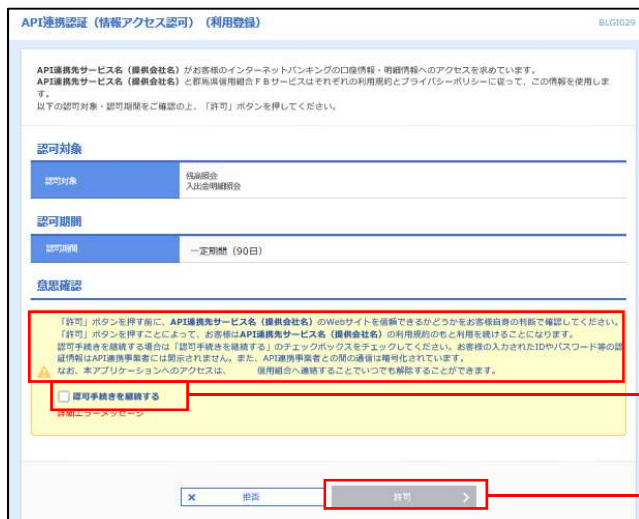 API連携認証（情報アクセス認可）（利用登録）
BLGI029
API連携先サービス名（提供会社名）がお客様のインターネットバンキングの口座情報・明細情報へのアクセスを求めています。
API連携先サービス名（提供会社名）と群馬県信用組合ＦＢサービスはそれぞれの利用規約とプライバシーポリシーに従って、この情報を使用しま
す。
以下の認可対象・認可期間をご確認の上、「許可」ボタンを押してください。
認可対象
認可対象
残高照会
入出金明細照会
認可期間
認可期間
一定期間（90日）
意思確認
「許可」ボタンを押す前に、API連携先サービス名（提供会社名）のWebサイトを信頼できるかどうかをお客様自身の判断で確認してください。
「許可」ボタンを押すことによって、お客様はAPI連携先サービス名（提供会社名）の利用規約のもと利用を続けることになります。
認可手続きを継続する場合は「認可手続きを継続する」のチェックボックスをチェックしてください。お客様の入力されたIDやパスワード等の認
証情報はAPI連携事業者には開示されません。また、API連携事業者との間の通信は暗号化されています。
なお、本アプリケーションへのアクセスは、 信用組合へ連絡することでいつでも解除することができます。
認可手続きを継続する
詳細エラーメッセージ
拒否
許可